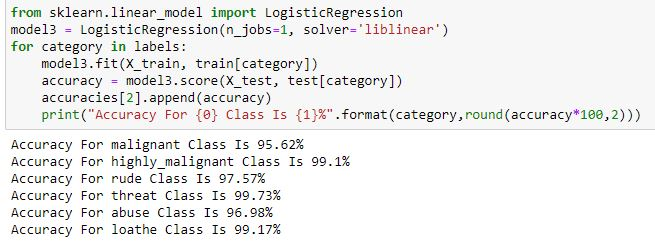 from sklearn.linear_model import LogisticRegression
model3 = LogisticRegression(n_jobs=1, solver='liblinear')
for category in labels:
    model3.fit(X_train, train[category])
    accuracy = model3.score(X_test, test[category])
    accuracies[2].append(accuracy)
    print("Accuracy For {0} Class Is {1}%".format(category,round(accuracy*100,2)))
Accuracy For malignant Class Is 95.62%
Accuracy For highly_malignant Class Is 99.1%
Accuracy For rude Class Is 97.57%
Accuracy For threat Class Is 99.73%
Accuracy For abuse Class Is 96.98%
Accuracy For loathe Class Is 99.17%